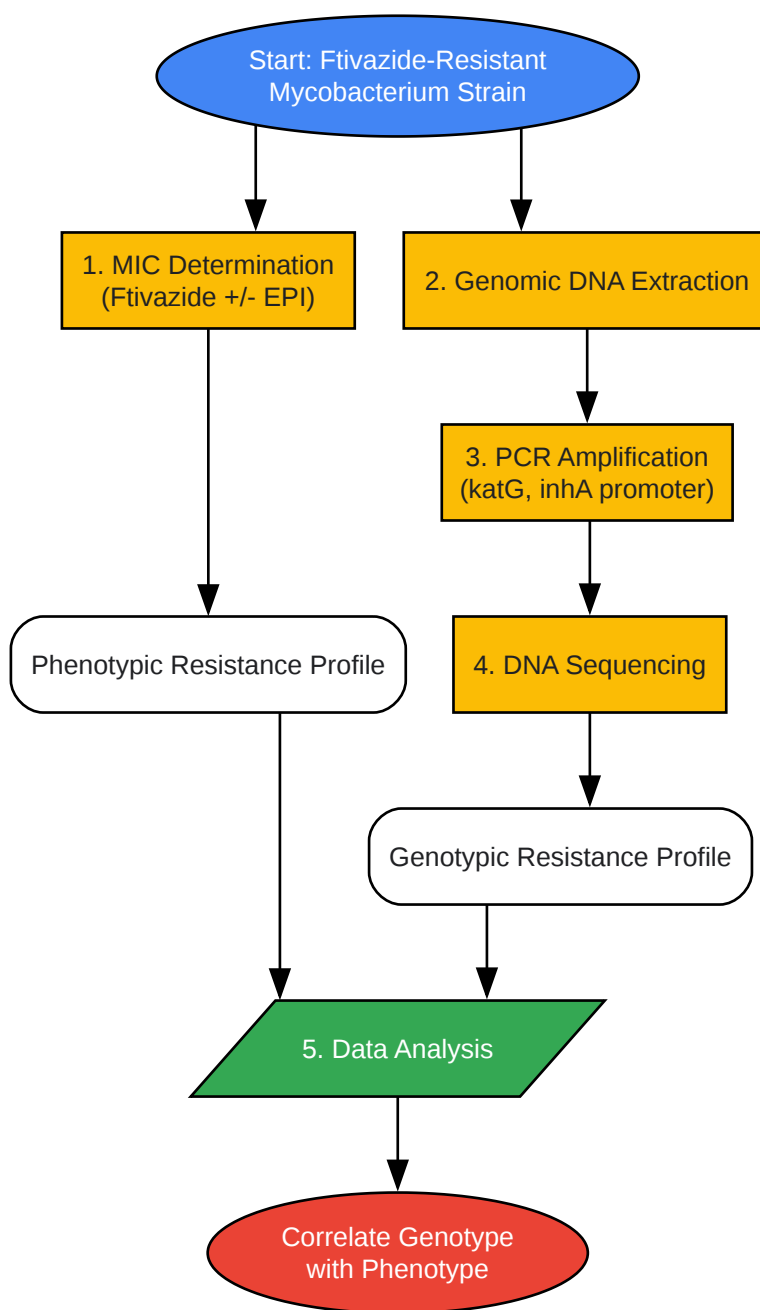 Start: Ftivazide-Resistant
Mycobacterium Strain
1. MIC Determination
(Ftivazide +/- EPI)
2. Genomic DNA Extraction
3. PCR Amplification
(katG, inhA promoter)
Phenotypic Resistance Profile
4. DNA Sequencing
Genotypic Resistance Profile
5. Data Analysis
Correlate Genotype
with Phenotype